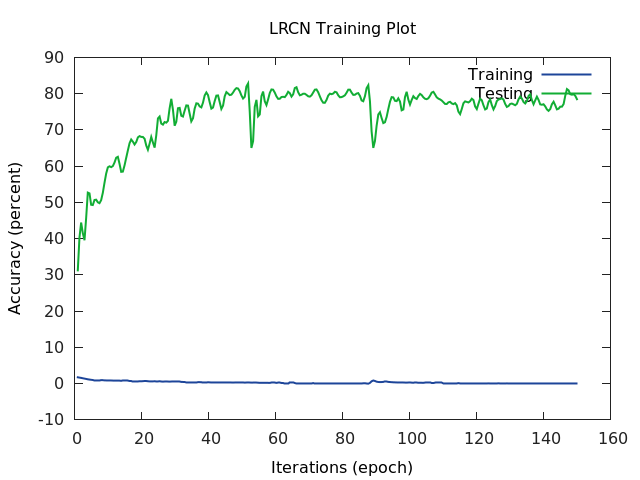 LRCN Training Plot
90
80
70
60
50
40
30
20
10
0
-10
0 20 40 60 80 100 120 140 160
Accuracy (percent)
Iterations (epoch)
Training
Testing